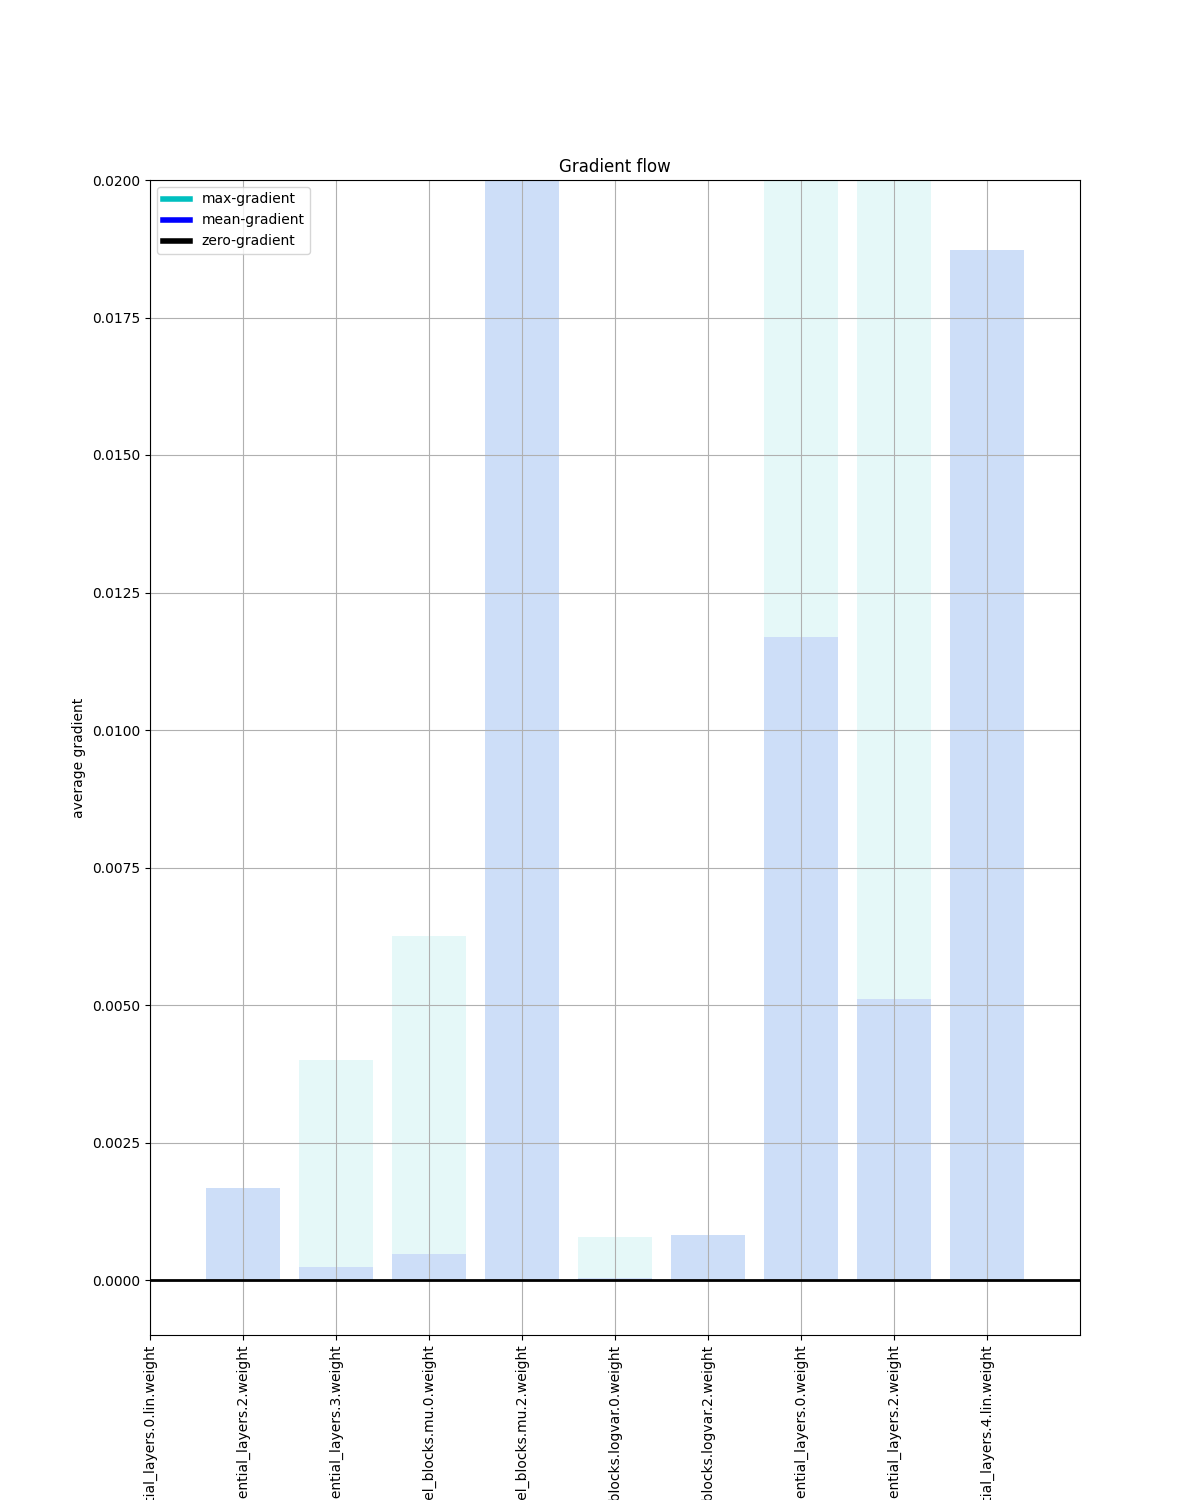 Gradient flow
max-gradient
mean-gradient
zero-gradient
average gradient
0.0200
0.0175
0.0150
0.0125
0.0100
0.0075
0.0050
0.0025
0.0000
tial_layers.0.lin.weight
ential_layers.2.weight
ential_layers.3.weight
el_blocks.mu.0.weight
el_blocks.mu.2.weight
blocks.logvar.0.weight
blocks.logvar.2.weight
ential_layers.0.weight
ential_layers.2.weight
tial_layers.4.lin.weight